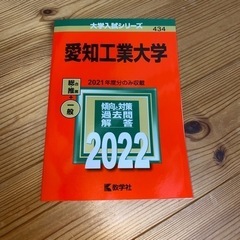 大学入試シリーズ
434
愛知工業大学
総合
推薦
一般
2021年度分のみ収載
傾向と対策
過去問
解答
2022
教学社